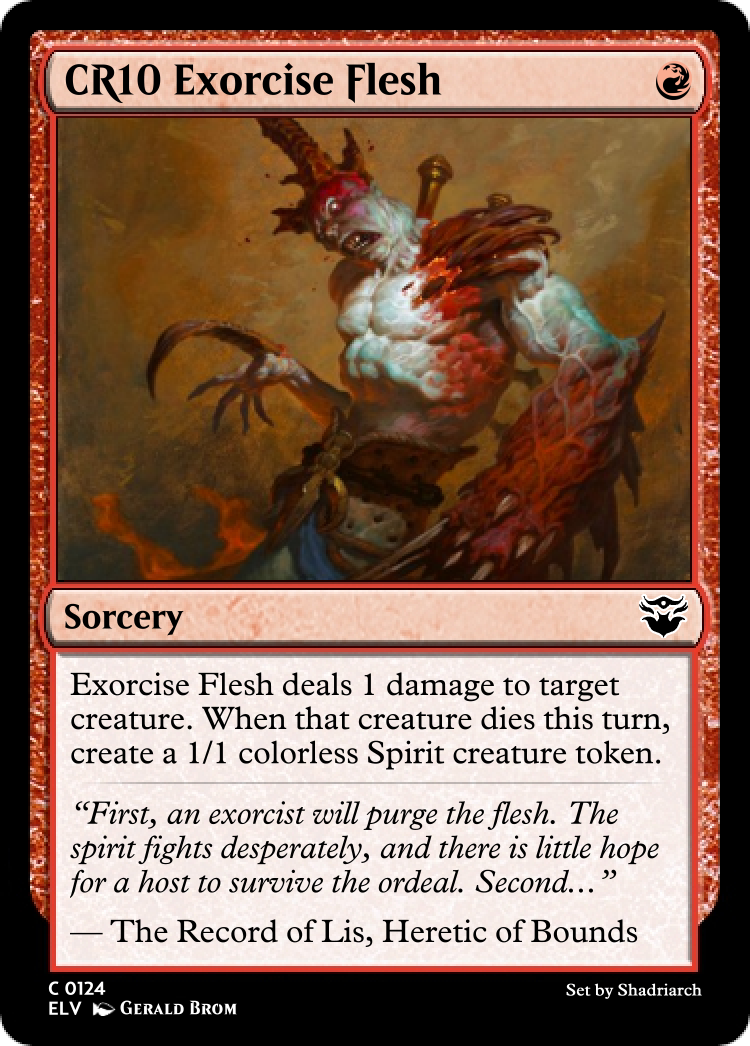 CR10 Exorcise Flesh
Sorcery
Exorcise Flesh deals 1 damage to target
creature. When that creature dies this turn,
create a 1/1 colorless Spirit creature token.
“First, an exorcist will purge the flesh. The
spirit fights desperately, and there is little hope
for a host to survive the ordeal. Second…”
— The Record of Lis, Heretic of Bounds
C 0124
Set by Shadriarch
ELV Gerald Brom